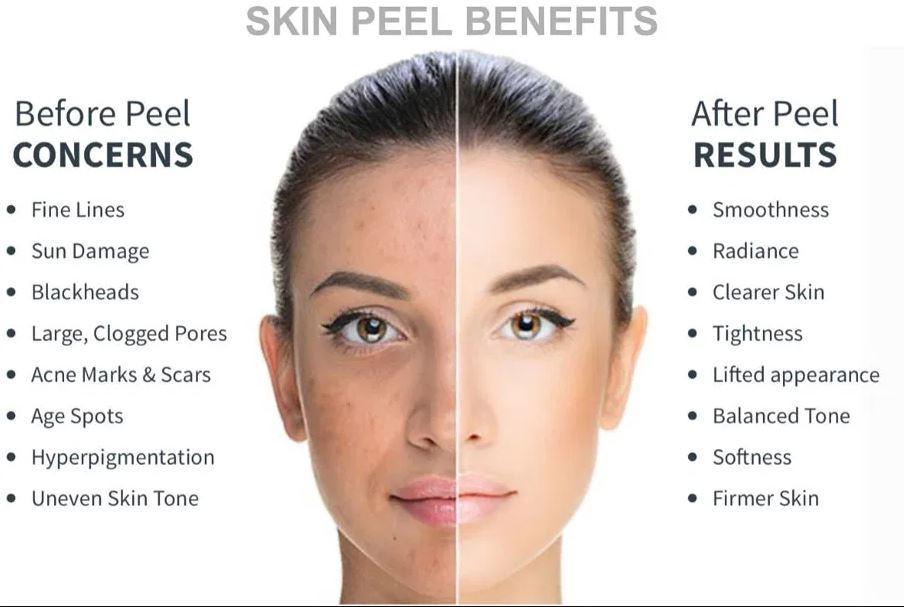 SKIN PEEL BENEFITS
Before Peel
CONCERNS
• Fine Lines
• Sun Damage
• Blackheads
• Large, Clogged Pores
• Acne Marks & Scars
• Age Spots
• Hyperpigmentation
• Uneven Skin Tone
After Peel
RESULTS
• Smoothness
• Radiance
• Clearer Skin
• Tightness
• Lifted appearance
• Balanced Tone
• Softness
• Firmer Skin